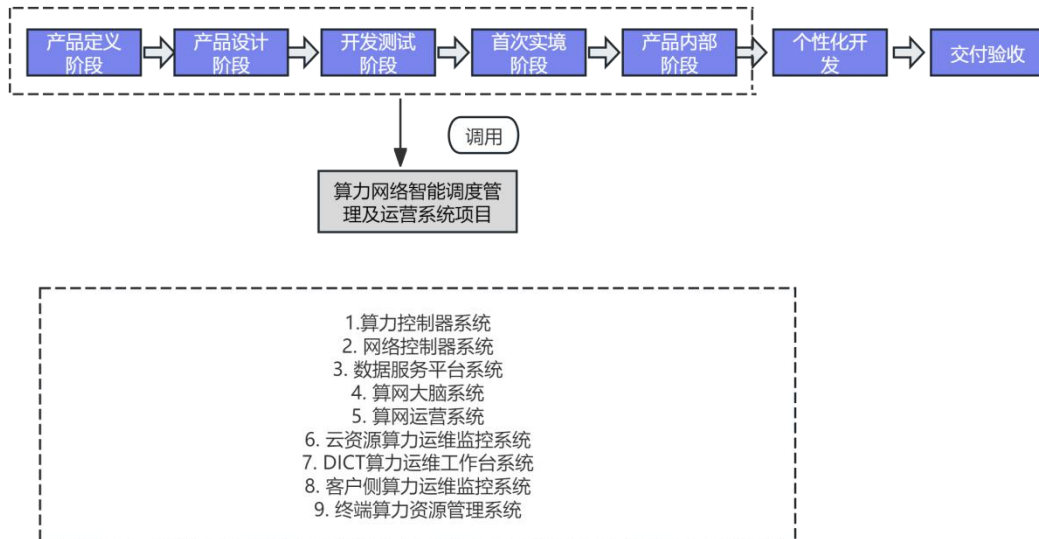 产品定义
阶段
产品设计
阶段
开发测试
阶段
首次实境
阶段
产品内部
阶段
个性化开
发
交付验收
调用
算力网络智能调度管
理及运营系统项目
1.算力控制器系统
2. 网络控制器系统
3. 数据服务平台系统
4. 算网大脑系统
5. 算网运营系统
6. 云资源算力运维监控系统
7. DICT算力运维工作台系统
8. 客户侧算力运维监控系统
9. 终端算力资源管理系统